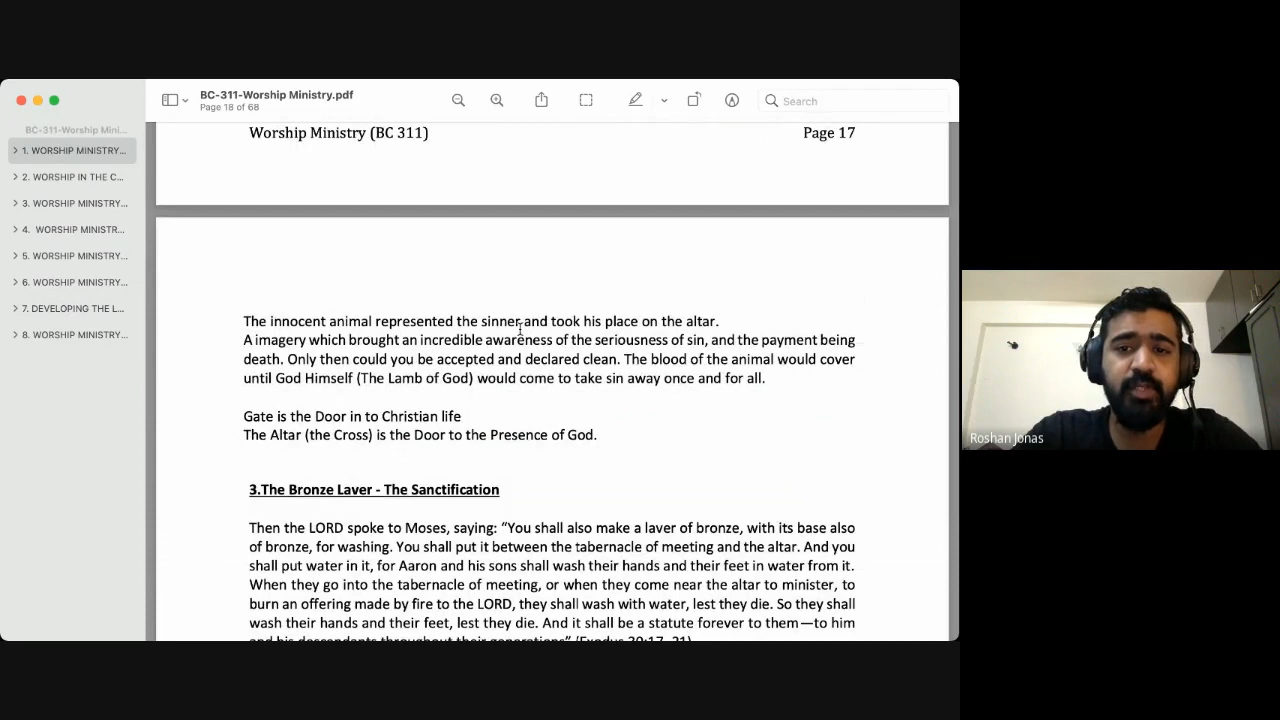 BC-311-Worship Ministry.pdf
Page 18 of 68
Search
BC-311-Worship Mini...
1. WORSHIP MINISTRY...
2. WORSHIP IN THE C...
3. WORSHIP MINISTRY...
4. WORSHIP MINISTR...
5. WORSHIP MINISTRY...
6. WORSHIP MINISTRY...
7. DEVELOPING THE L...
8. WORSHIP MINISTRY...
Worship Ministry (BC 311) Page 17
The innocent animal represented the sinner and took his place on the altar.
A imagery which brought an incredible awareness of the seriousness of sin, and the payment being
death. Only then could you be accepted and declared clean. The blood of the animal would cover
until God Himself (The Lamb of God) would come to take sin away once and for all.
Gate is the Door in to Christian life
The Altar (the Cross) is the Door to the Presence of God.
3.The Bronze Laver - The Sanctification
Then the LORD spoke to Moses, saying: “You shall also make a laver of bronze, with its base also
of bronze, for washing. You shall put it between the tabernacle of meeting and the altar. And you
shall put water in it, for Aaron and his sons shall wash their hands and their feet in water from it.
When they go into the tabernacle of meeting, or when they come near the altar to minister, to
burn an offering made by fire to the LORD, they shall wash with water, lest they die. So they shall
wash their hands and their feet, lest they die. And it shall be a statute forever to them—to him
and his descendants throughout their generations” (Exodus 30:17-21)
Roshan Jonas